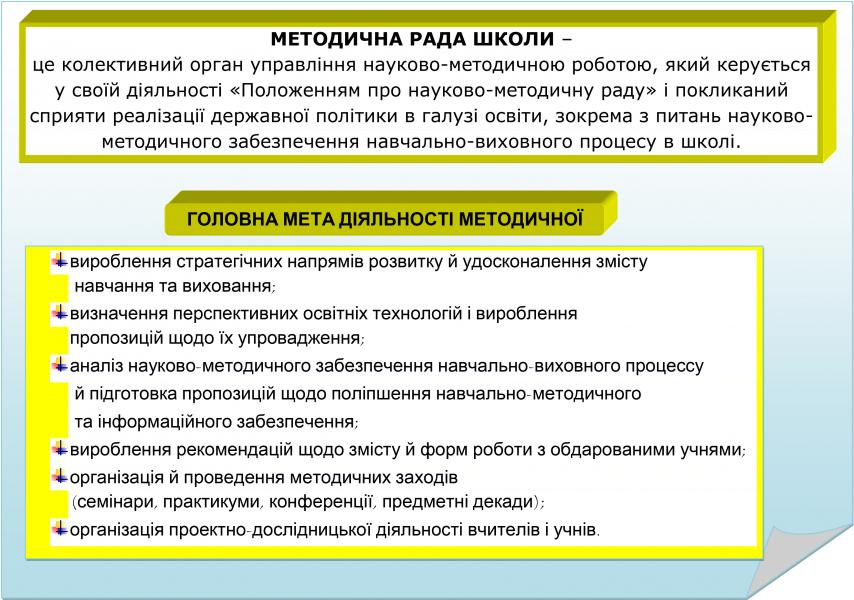 МЕТОДИЧНА РАДА ШКОЛИ –
це колективний орган управління науково-методичною роботою, який керується
у своїй діяльності «Положенням про науково-методичну раду» і покликаний
сприяти реалізації державної політики в галузі освіти, зокрема з питань науково-
методичного забезпечення навчально-виховного процесу в школі.
ГОЛОВНА МЕТА ДІЯЛЬНОСТІ МЕТОДИЧНОЇ
вироблення стратегічних напрямів розвитку й удосконалення змісту
навчання та виховання;
визначення перспективних освітніх технологій і вироблення
пропозицій щодо їх упровадження;
аналіз науково-методичного забезпечення навчально-виховного процессу
й підготовка пропозицій щодо поліпшення навчально-методичного
та інформаційного забезпечення;
вироблення рекомендацій щодо змісту й форм роботи з обдарованими учнями;
організація й проведення методичних заходів
(семінари, практикуми, конференції, предметні декади);
організація проектно-дослідницької діяльності вчителів і учнів.